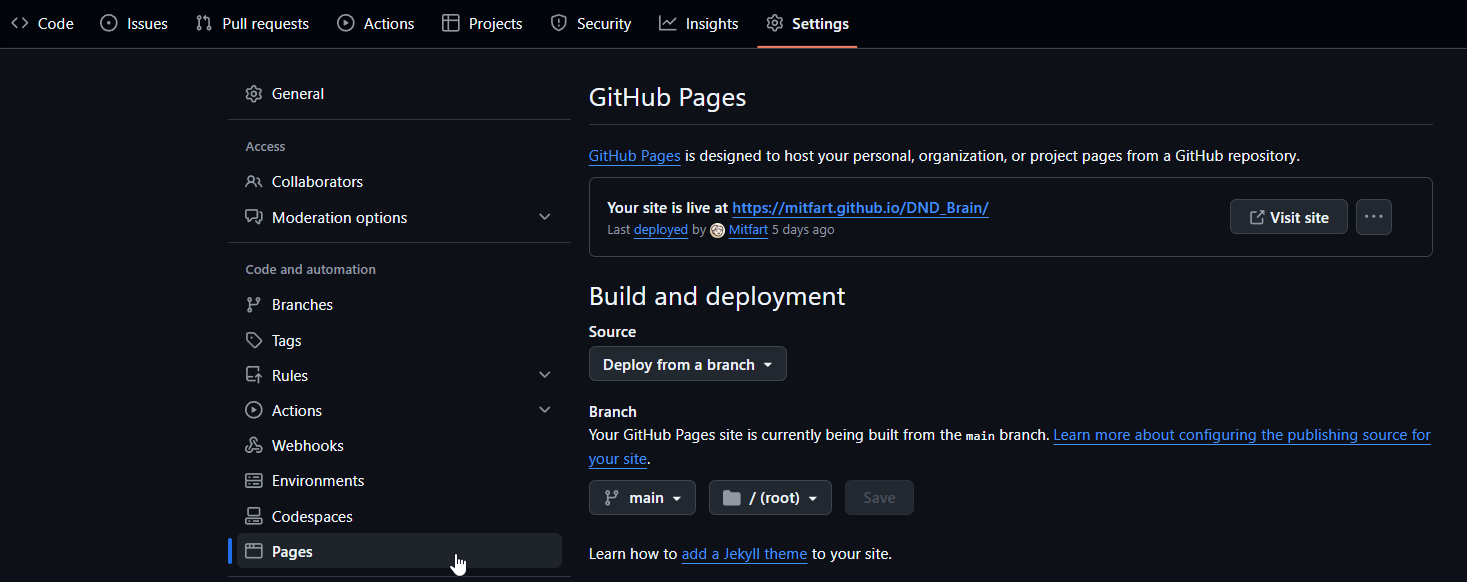 Code Issues Pull requests Actions Projects Security Insights Settings
General
Access
Collaborators
Moderation options
Code and automation
Branches
Tags
Rules
Actions
Webhooks
Environments
Codespaces
Pages
GitHub Pages
GitHub Pages is designed to host your personal, organization, or project pages from a GitHub repository.
Your site is live at https://mitfart.github.io/DND_Brain/
Last deployed by Mitfart 5 days ago
Visit site
Build and deployment
Source
Deploy from a branch
Branch
Your GitHub Pages site is currently being built from the main branch. Learn more about configuring the publishing source for
your site.
main / (root) Save
Learn how to add a Jekyll theme to your site.